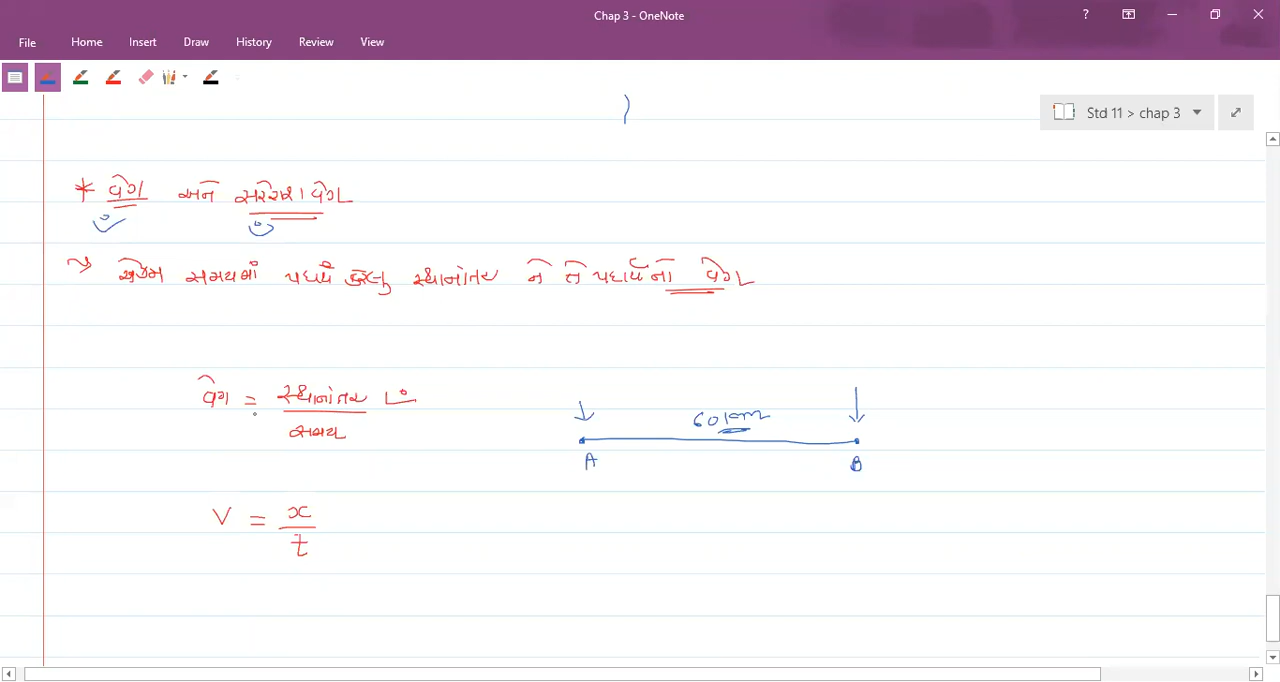 Chap 3 - OneNote
?
File Home Insert Draw History Review View
Std 11 > chap 3
* વેગ અને સરેરાશ વેગ
→ એકમ સમયમાં પદાર્થે કરેલું સ્થાનાંતર ને તે પદાર્થ નો વેગ
વેગ = સ્થાનાંતર
સમય
60 km
A B
V = x
t